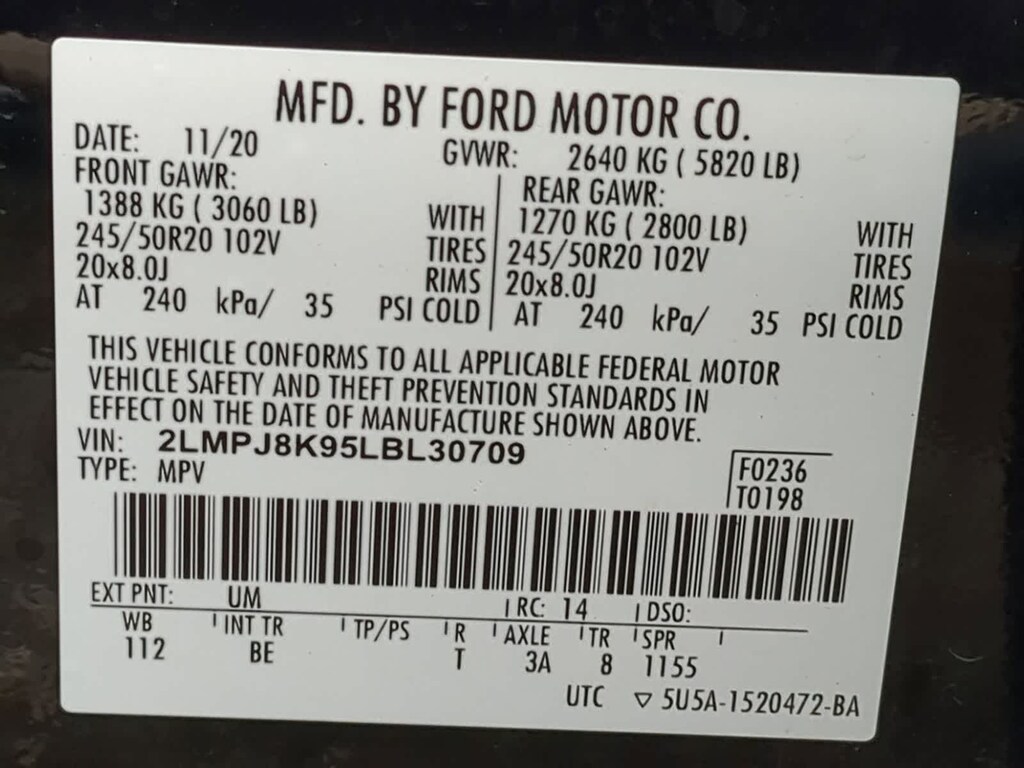 MFD. BY FORD MOTOR CO.
DATE: 11/20 GVWR: 2640 KG ( 5820 LB)
FRONT GAWR: REAR GAWR:
1388 KG ( 3060 LB) WITH 1270 KG ( 2800 LB) WITH
245/50R20 102V TIRES 245/50R20 102V TIRES
20x8.0J RIMS 20x8.0J RIMS
AT 240 kPa/ 35 PSI COLD AT 240 kPa/ 35 PSI COLD
THIS VEHICLE CONFORMS TO ALL APPLICABLE FEDERAL MOTOR
VEHICLE SAFETY AND THEFT PREVENTION STANDARDS IN
EFFECT ON THE DATE OF MANUFACTURE SHOWN ABOVE.
VIN: 2LMPJ8K95LBL30709
TYPE: MPV F0236
T0198
EXT PNT: UM RC: 14 DSO:
WB INT TR TP/PS R AXLE TR SPR
112 BE T 3A 8 1155
UTC ▽ 5U5A-1520472-BA